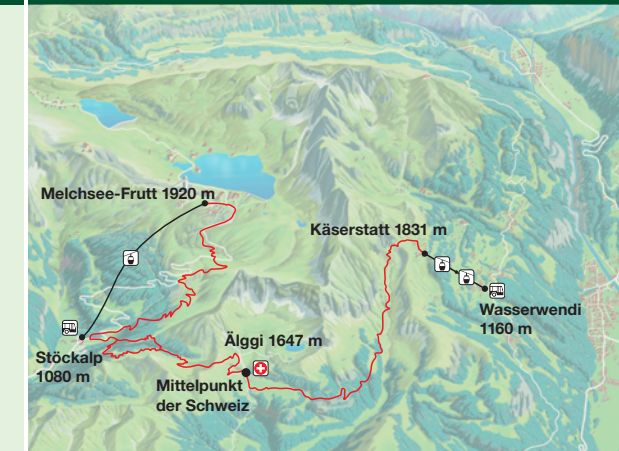 Melchsee-Frutt 1920 m
Käserstatt 1831 m
Wasserwendi
1160 m
Älggi 1647 m
Stöckalp
1080 m
Mittelpunkt
der Schweiz